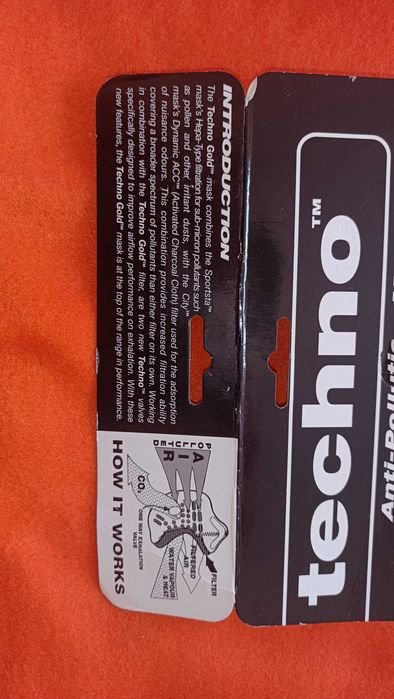 INTRODUCTION
The Techno Gold™ mask combines the Sportsta™
mask's Hepa-Type filtration for sub-micron pollutants such
as pollen and other irritant dusts, with the City™
mask's Dynamic ACC™ (Activated Charcoal Cloth) filter used for the adsorption
of nuisance odours. This combination provides increased filtration ability
covering a broader spectrum of pollutants than either filter on its own. Working
in combination with the Techno Gold™ filter, are two new Techno™ valves
specifically designed to improve airflow performance on exhalation. With these
new features, the Techno Gold™ mask is at the top of the range in performance.
POLLUTED
AIR
CO₂
ONE WAY EXHALATION
VALVE
FILTER
FILTERED
AIR
WATER VAPOUR
& HEAT
HOW IT WORKS
techno™